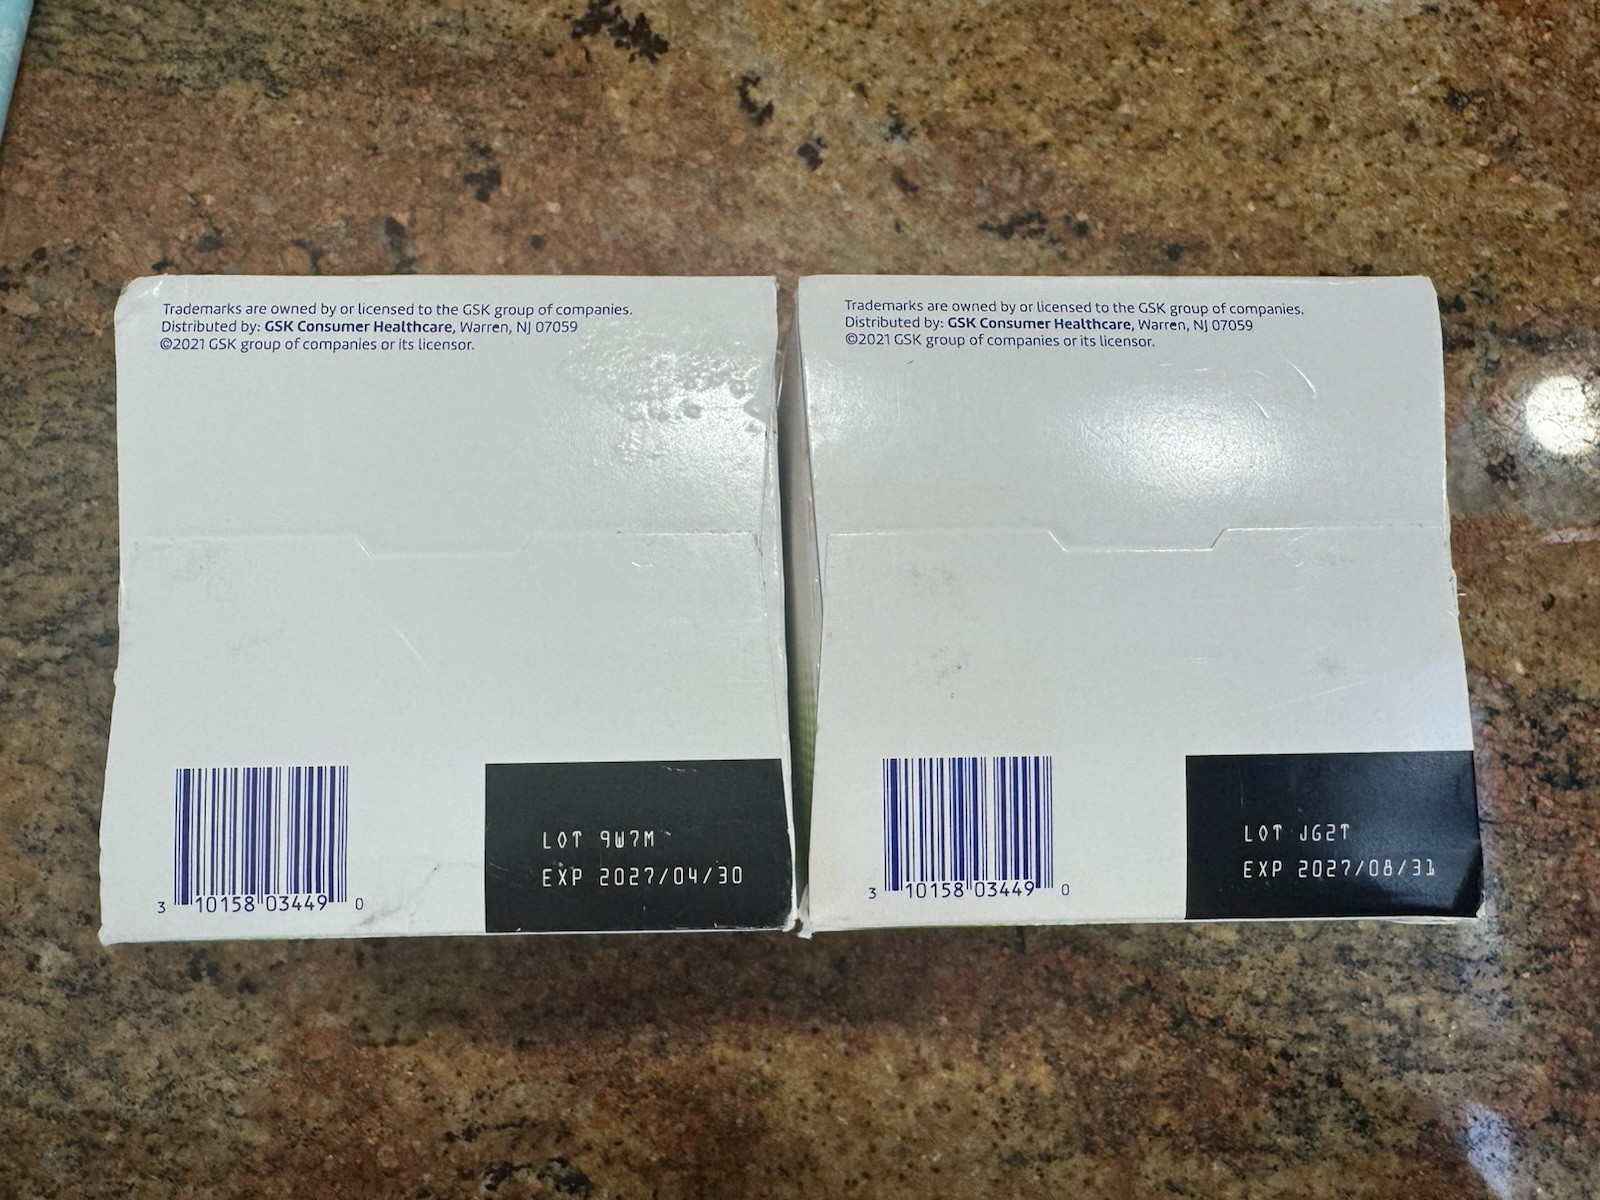 Trademarks are owned by or licensed to the GSK group of companies.
Distributed by: GSK Consumer Healthcare, Warren, NJ 07059
©2021 GSK group of companies or its licensor.
3 10158 03449 0
LOT 9W7M
EXP 2027/04/30
Trademarks are owned by or licensed to the GSK group of companies.
Distributed by: GSK Consumer Healthcare, Warren, NJ 07059
©2021 GSK group of companies or its licensor.
3 10158 03449 0
LOT JG2T
EXP 2027/08/31